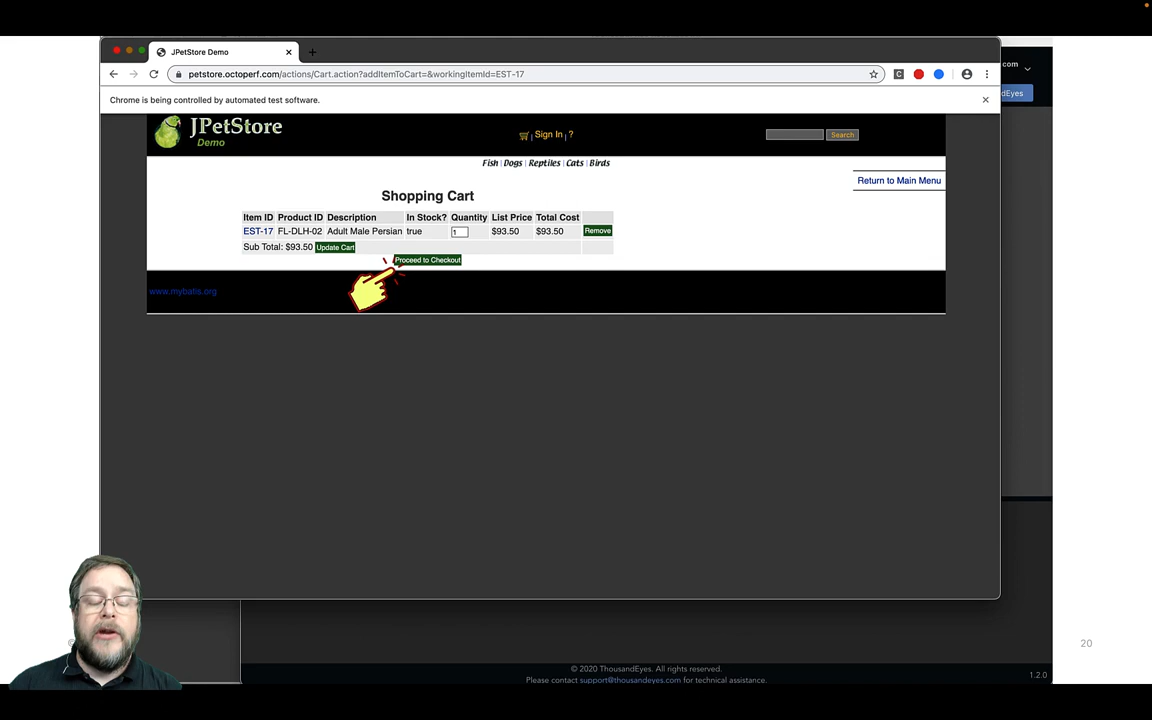 JPetStore Demo
petstore.octoperf.com/actions/Cart.action?addItemToCart=&workingItemId=EST-17
com
Chrome is being controlled by automated test software.
dEyes
JPetStore
Demo
Sign In | ?
Search
Fish | Dogs | Reptiles | Cats | Birds
Return to Main Menu
Shopping Cart
Item ID Product ID Description In Stock? Quantity List Price Total Cost
EST-17 FL-DLH-02 Adult Male Persian true 1 $93.50 $93.50 Remove
Sub Total: $93.50 Update Cart
Proceed to Checkout
www.mybatis.org
20
© 2020 ThousandEyes. All rights reserved.
Please contact support@thousandeyes.com for technical assistance.
1.2.0